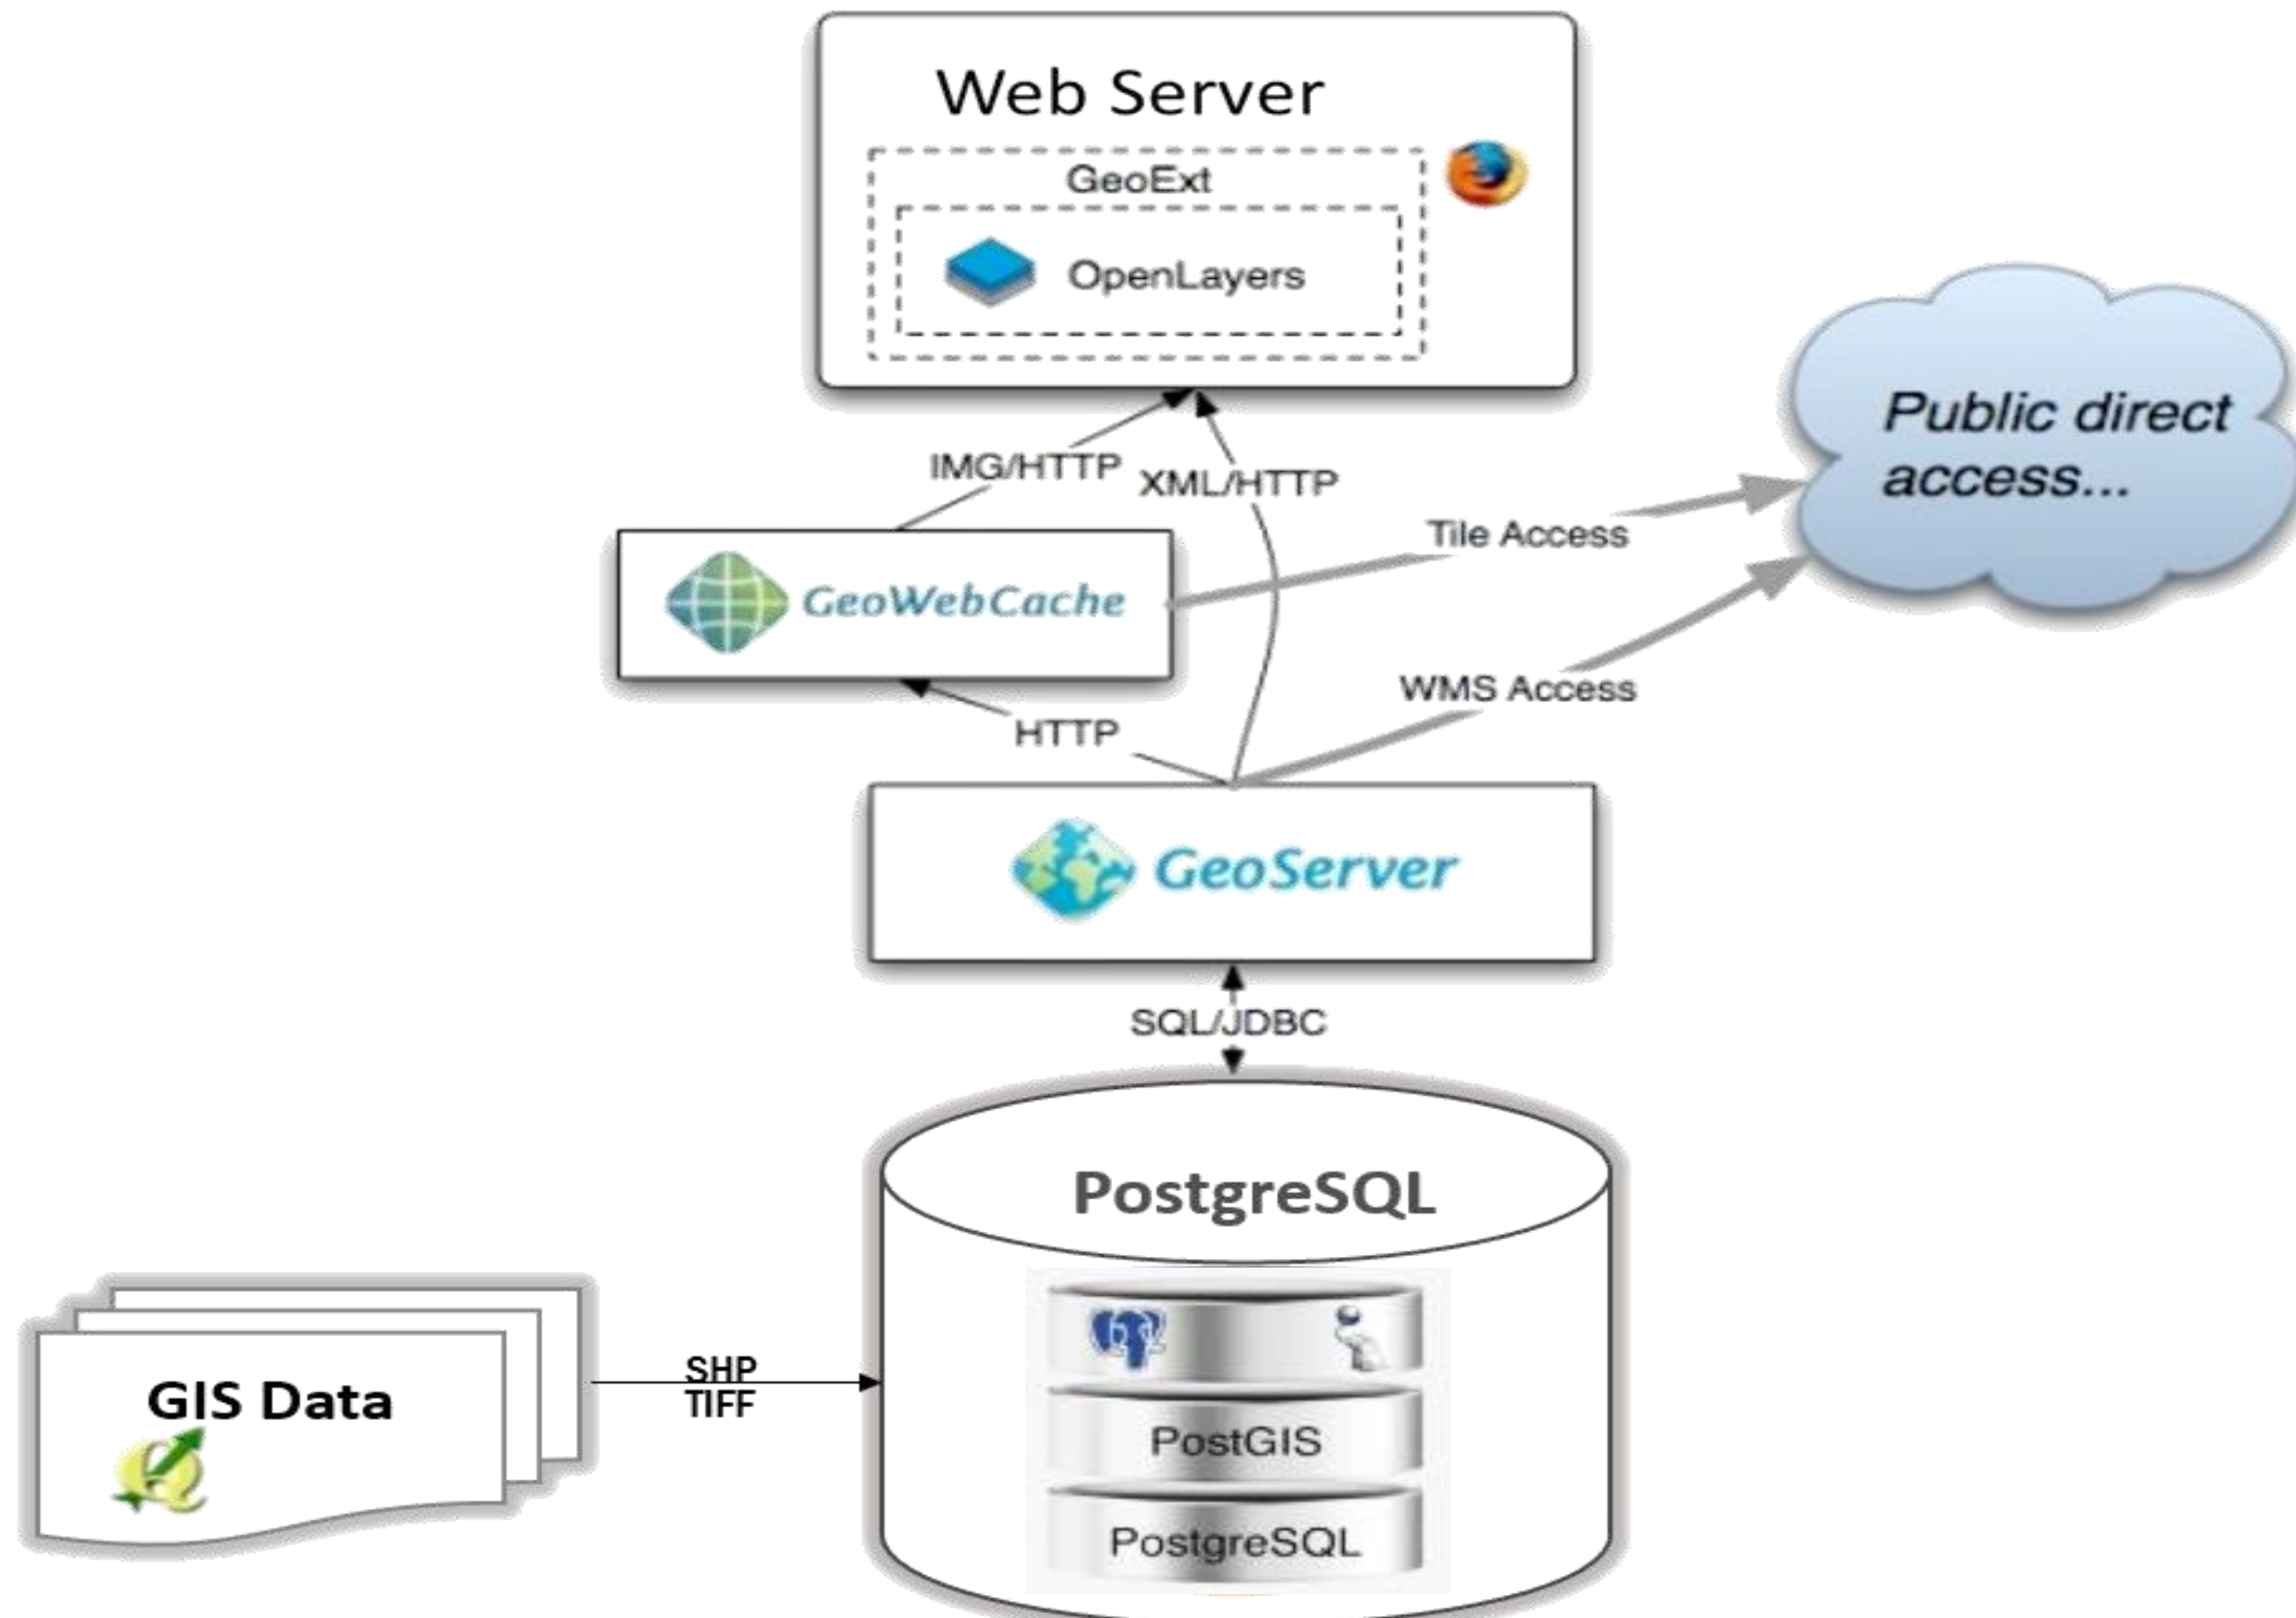 Web Server
GeoExt
OpenLayers
Public direct
access...
IMG/HTTP
XML/HTTP
Tile Access
GeoWebCache
WMS Access
HTTP
GeoServer
SQL/JDBC
PostgreSQL
SHP
TIFF
GIS Data
PostGIS
PostgreSQL